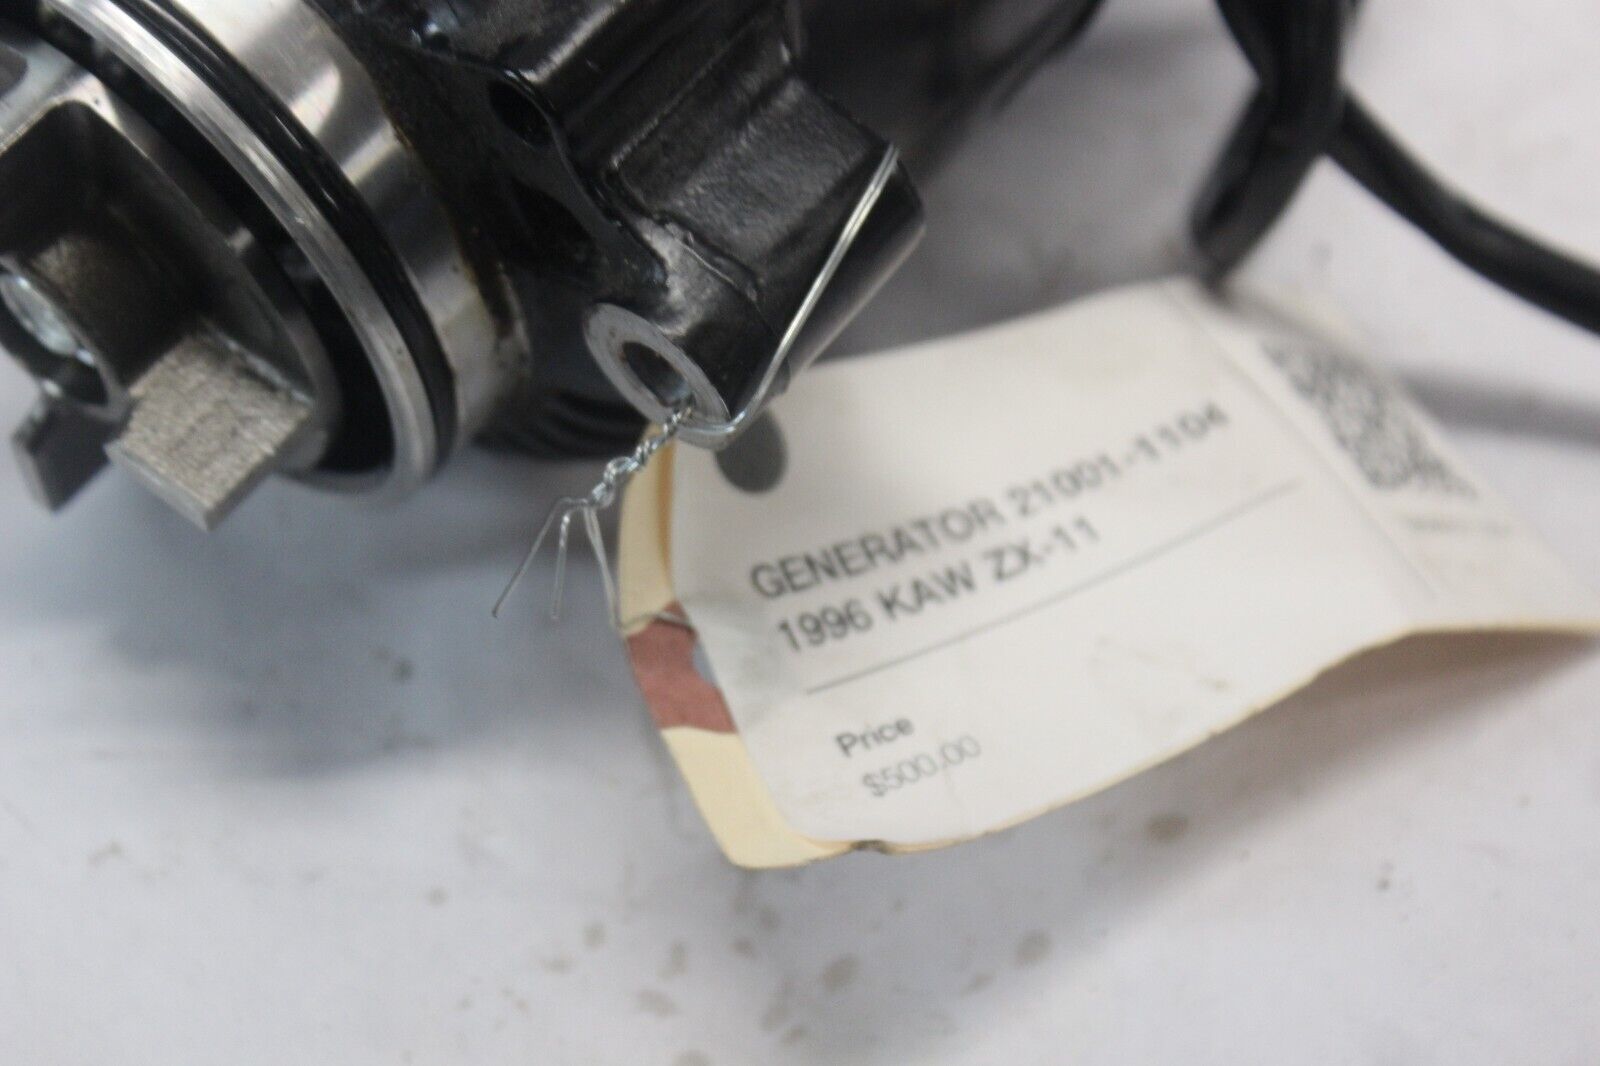 GENERATOR 21001-1104
1996 KAW ZX-11
Price
$500.00